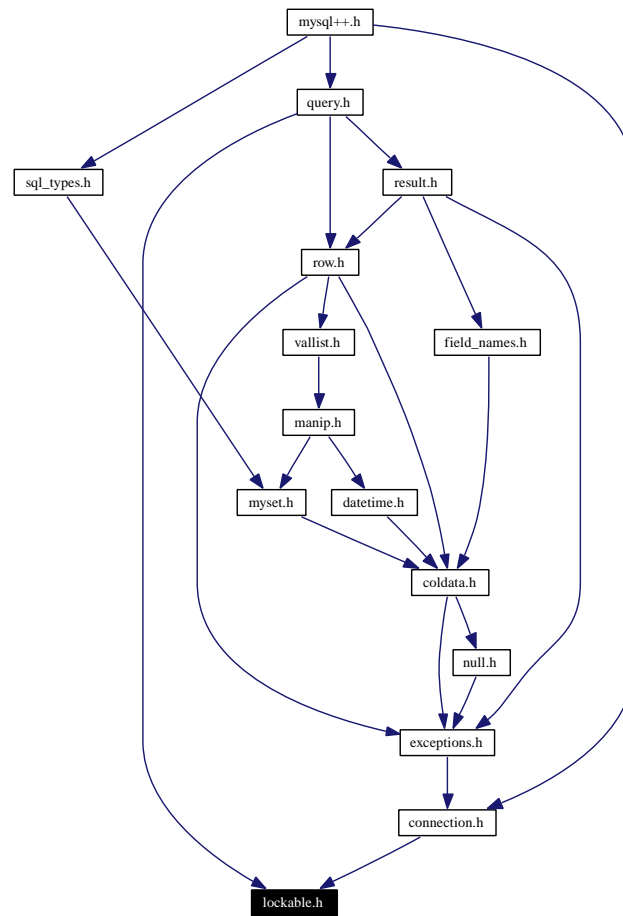 mysql++.h
query.h
sql_types.h
result.h
row.h
vallist.h
field_names.h
manip.h
myset.h
datetime.h
coldata.h
null.h
exceptions.h
connection.h
lockable.h